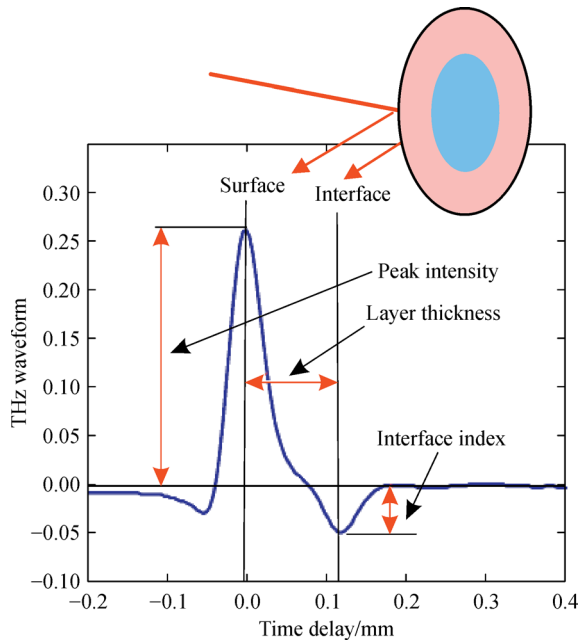 Surface
Interface
0.30
0.25
0.20
0.15
0.10
0.05
0.00
−0.05
−0.10
THz waveform
Peak intensity
Layer thickness
Interface index
−0.2
−0.1
0.0
0.1
0.2
0.3
0.4
Time delay/mm